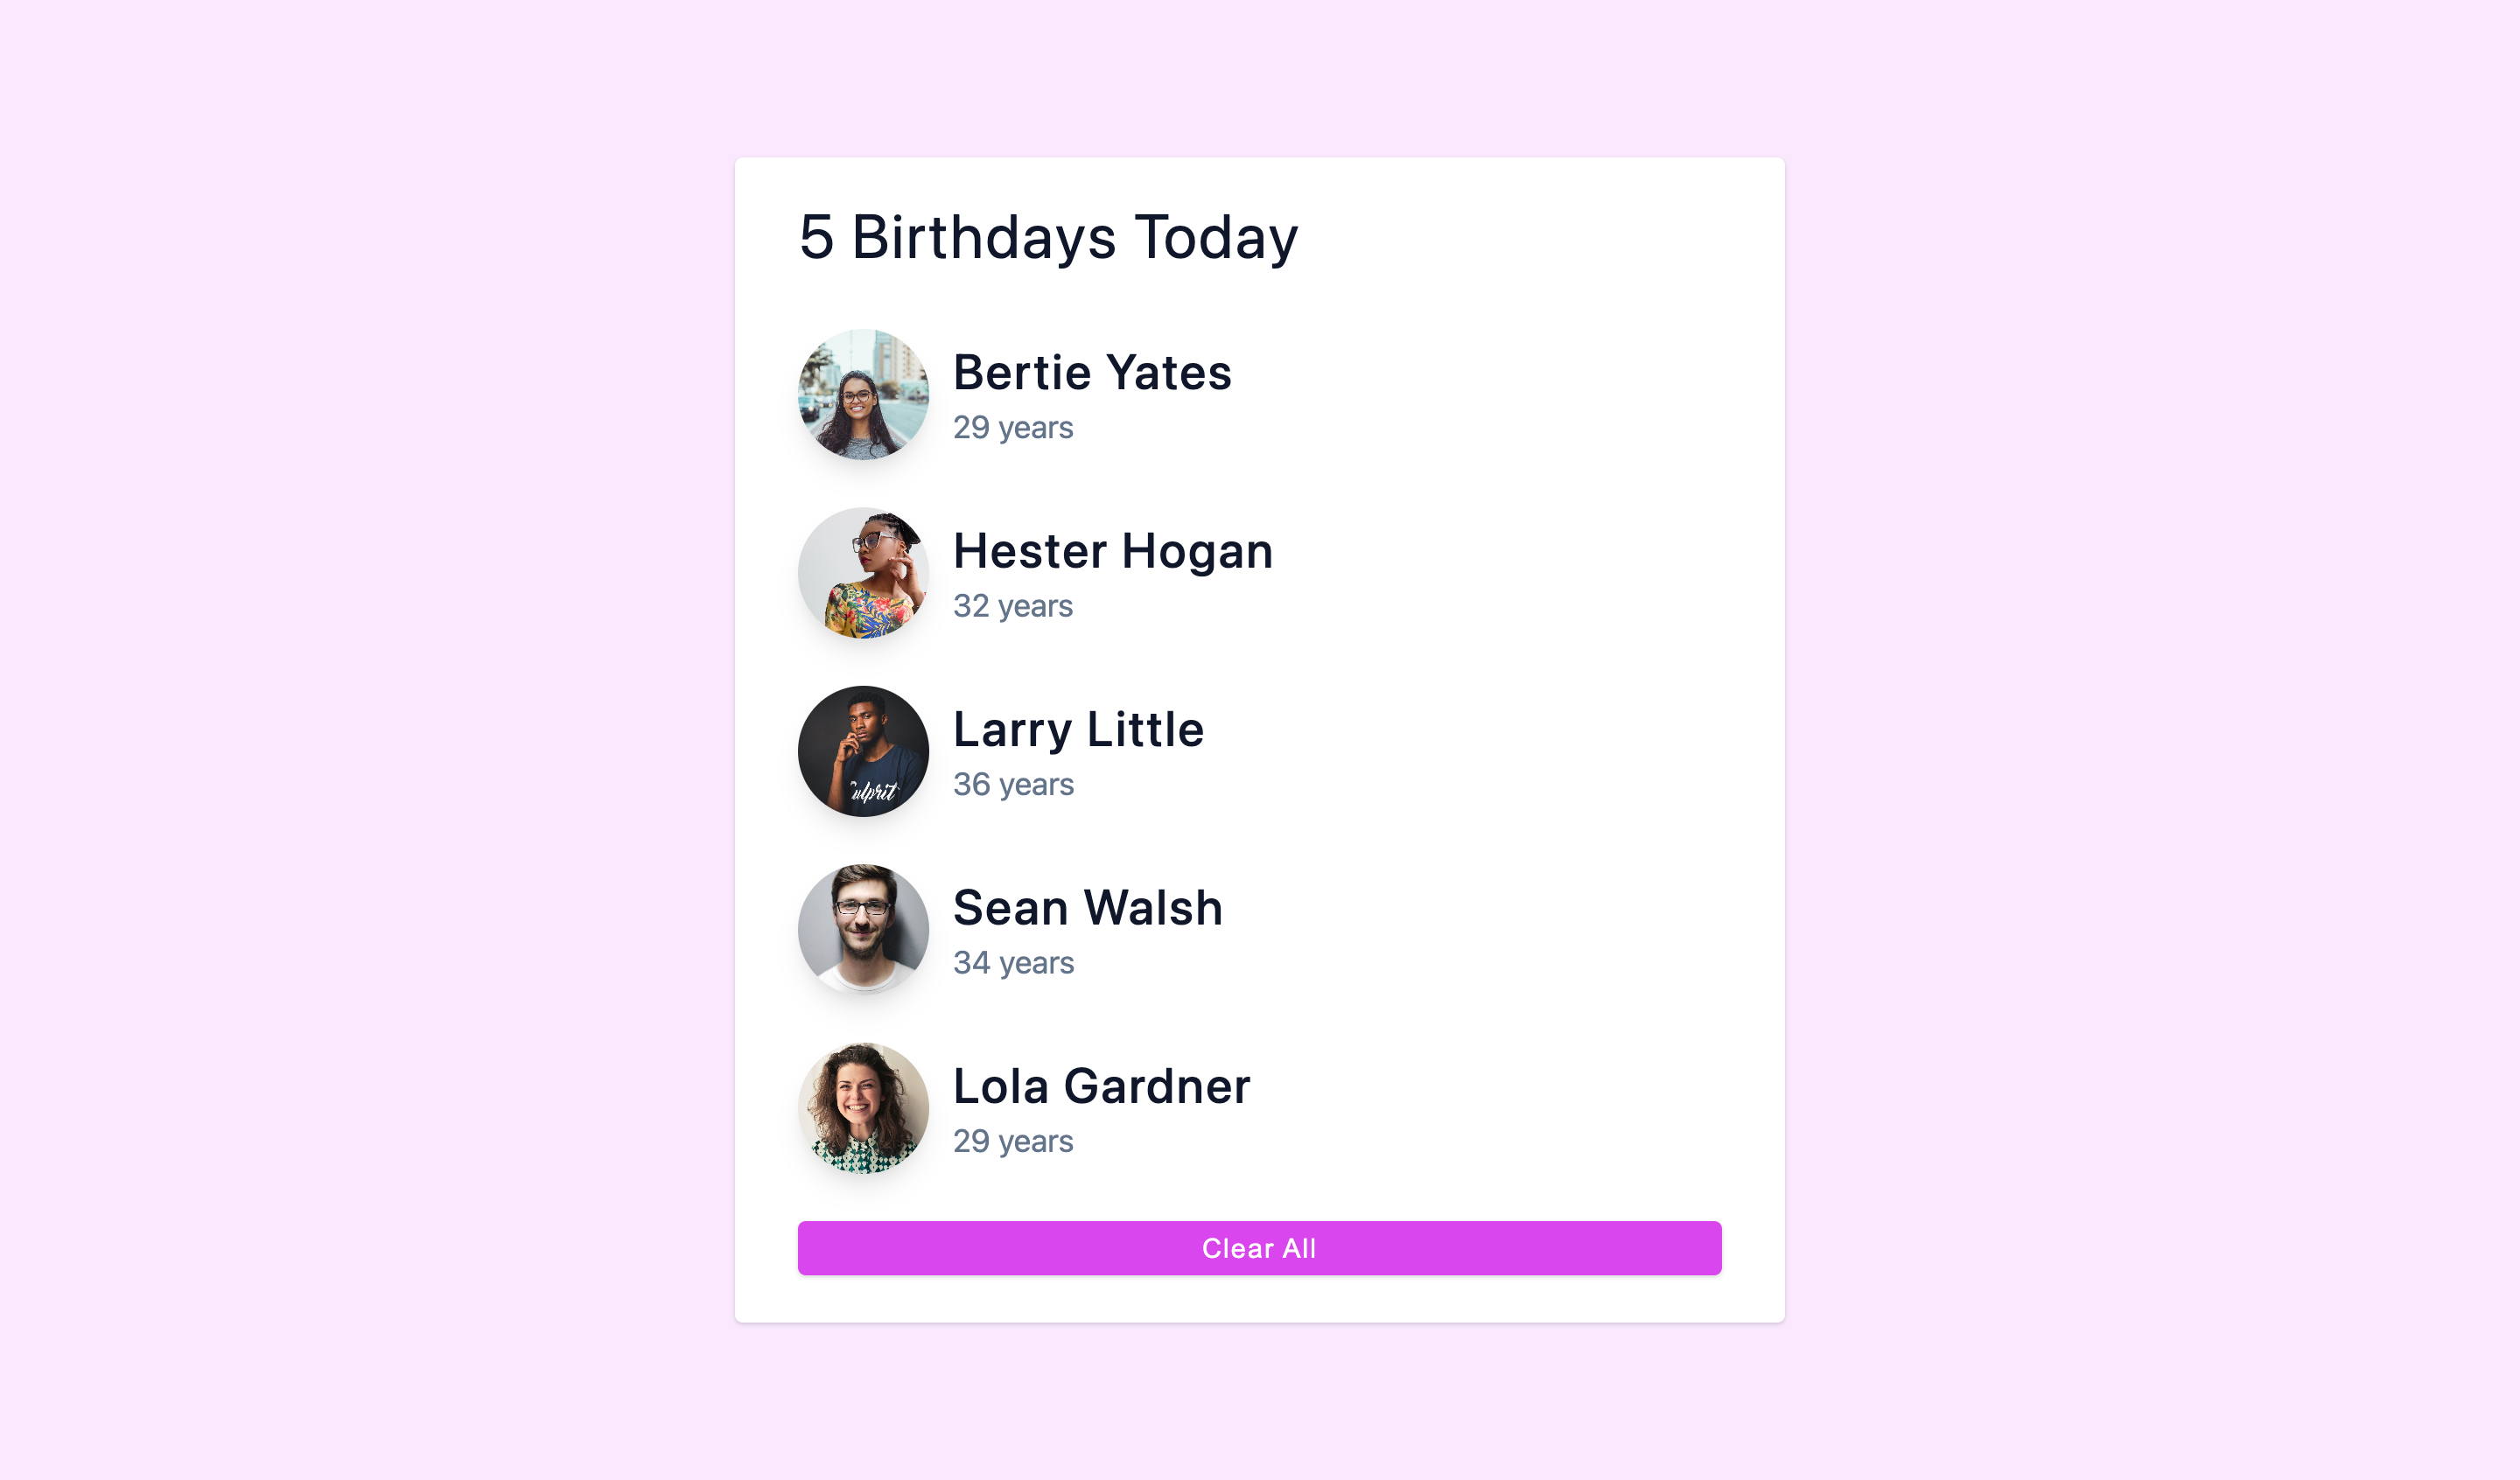 5 Birthdays Today
Bertie Yates
29 years
Hester Hogan
32 years
Larry Little
36 years
ulprit
Sean Walsh
34 years
Lola Gardner
29 years
Clear All